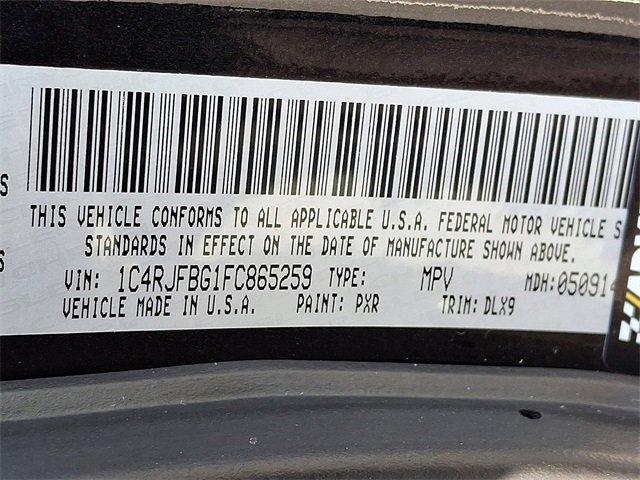 THIS VEHICLE CONFORMS TO ALL APPLICABLE U.S.A. FEDERAL MOTOR VEHICLE S
STANDARDS IN EFFECT ON THE DATE OF MANUFACTURE SHOWN ABOVE.
VIN: 1C4RJFBG1FC865259 TYPE: MPV MDH:050914
VEHICLE MADE IN U.S.A. PAINT: PXR TRIM: DLX9